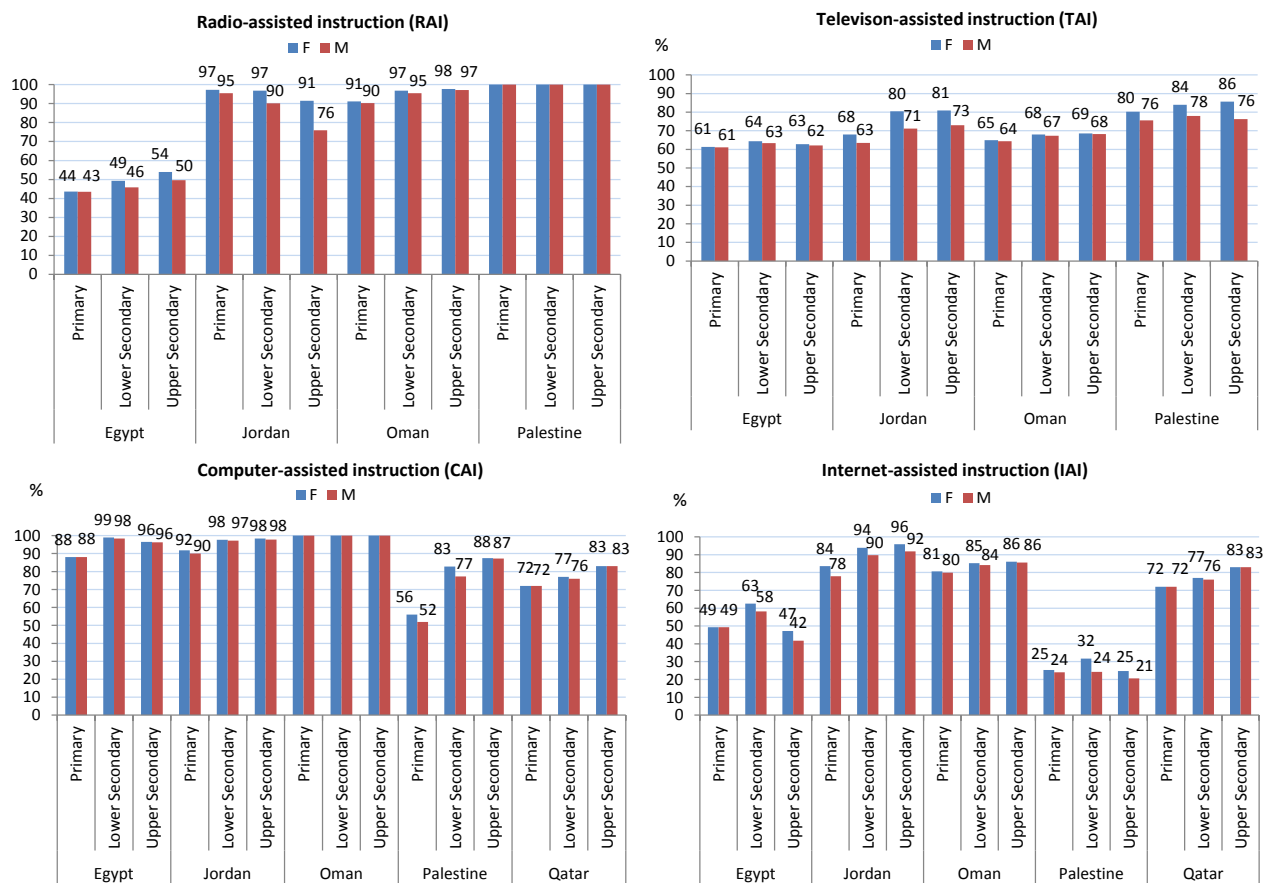 Radio-assisted instruction (RAI)
F M
97 95 97 90 91 76 91 90 97 95 98 97
44 43 49 46 54 50
100
90
80
70
60
50
40
30
20
10
0
Primary Lower Secondary Upper Secondary Primary Lower Secondary Upper Secondary Primary Lower Secondary Upper Secondary Primary Lower Secondary Upper Secondary
Egypt Jordan Oman Palestine
Televison-assisted instruction (TAI)
F M
%
61 61 64 63 63 62 68 63 80 71 81 73 65 64 68 67 69 68 80 76 84 78 86 76
100
90
80
70
60
50
40
30
20
10
0
Primary Lower Secondary Upper Secondary Primary Lower Secondary Upper Secondary Primary Lower Secondary Upper Secondary Primary Lower Secondary Upper Secondary
Egypt Jordan Oman Palestine
Computer-assisted instruction (CAI)
%
F M
88 88 99 98 96 96 92 90 98 97 98 98 56 52 83 77 88 87 72 72 77 76 83 83
100
90
80
70
60
50
40
30
20
10
0
Primary Lower Secondary Upper Secondary Primary Lower Secondary Upper Secondary Primary Lower Secondary Upper Secondary Primary Lower Secondary Upper Secondary Primary Lower Secondary Upper Secondary
Egypt Jordan Oman Palestine Qatar
Internet-assisted instruction (IAI)
%
F M
49 49 63 58 47 42 84 78 94 90 96 92 81 80 85 84 86 86 25 24 32 24 25 21 72 72 77 76 83 83
100
90
80
70
60
50
40
30
20
10
0
Primary Lower Secondary Upper Secondary Primary Lower Secondary Upper Secondary Primary Lower Secondary Upper Secondary Primary Lower Secondary Upper Secondary Primary Lower Secondary Upper Secondary
Egypt Jordan Oman Palestine Qatar